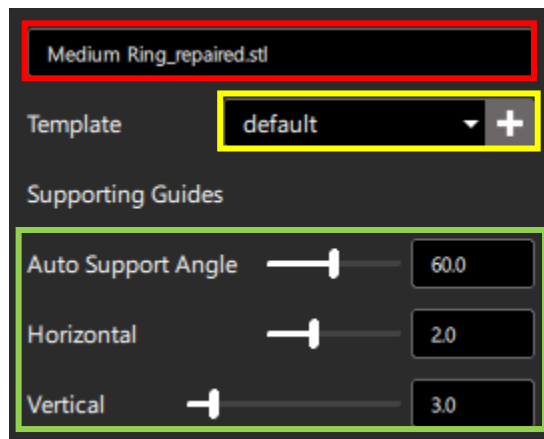 Medium Ring_repaired.stl
Template default
Supporting Guides
Auto Support Angle 60.0
Horizontal 2.0
Vertical 3.0